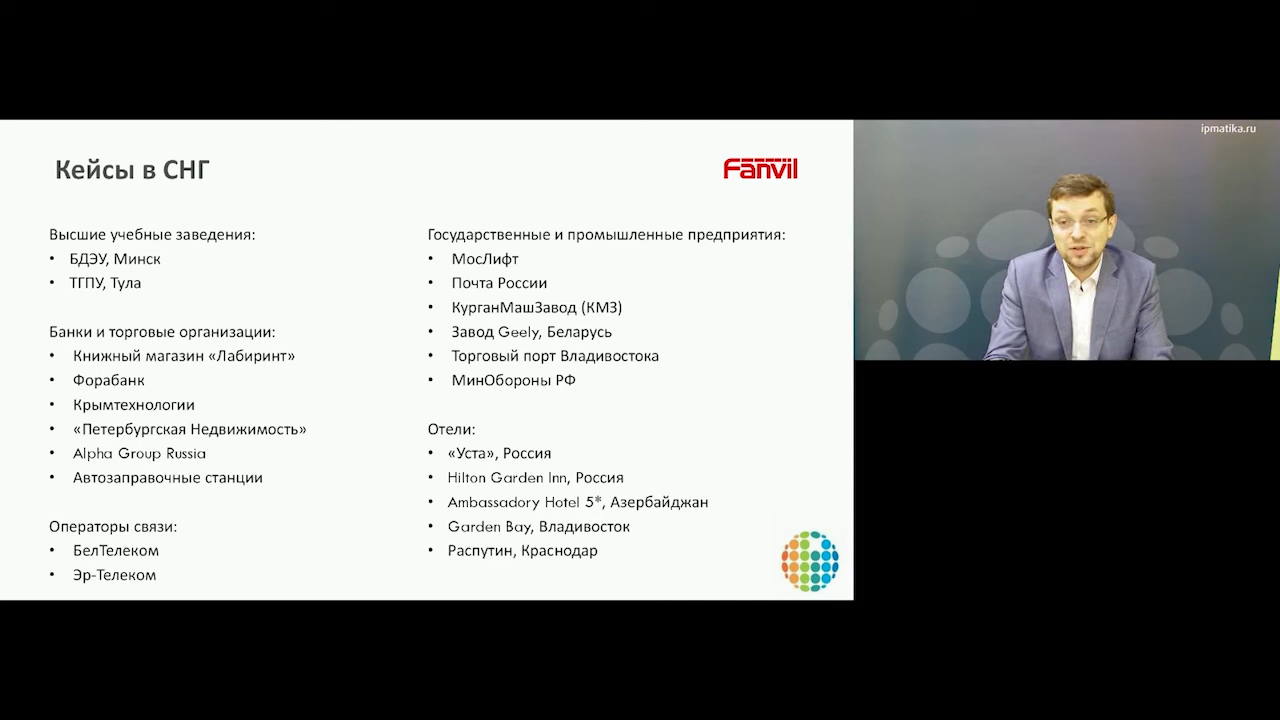 Кейсы в СНГ
Fanvil
Высшие учебные заведения:
• БДЭУ, Минск
• ТГПУ, Тула
Банки и торговые организации:
• Книжный магазин «Лабиринт»
• Форабанк
• Крымтехнологии
• «Петербургская Недвижимость»
• Alpha Group Russia
• Автозаправочные станции
Операторы связи:
• БелТелеком
• Эр-Телеком
Государственные и промышленные предприятия:
• МосЛифт
• Почта России
• КурганМашЗавод (КМЗ)
• Завод Geely, Беларусь
• Торговый порт Владивостока
• МинОбороны РФ
Отели:
• «Уста», Россия
• Hilton Garden Inn, Россия
• Ambassadory Hotel 5*, Азербайджан
• Garden Bay, Владивосток
• Распутин, Краснодар
ipmatika.ru